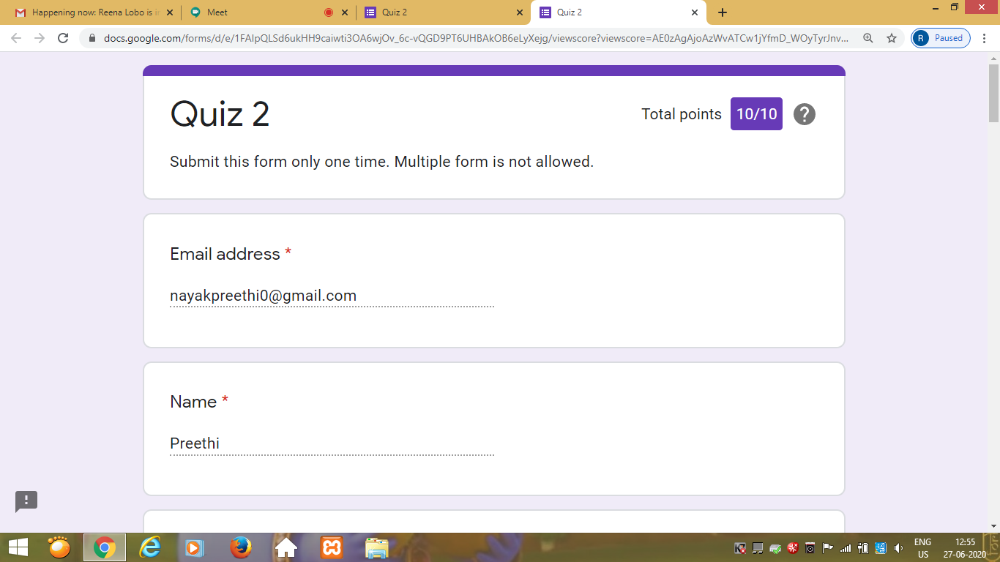 Happening now: Reena Lobo is in
Meet
Quiz 2
Quiz 2
docs.google.com/forms/d/e/1FAIpQLSd6ukHH9caiwti3OA6wjOv_6c-vQGD9PT6UHBAkOB6eLyXejg/viewscore?viewscore=AE0zAgAjoAzWvATCw1jYfmD_WOyTyrJnv...
R Paused
Quiz 2
Total points 10/10
Submit this form only one time. Multiple form is not allowed.
Email address *
nayakpreethi0@gmail.com
Name *
Preethi
ENG 12:55
US 27-06-2020